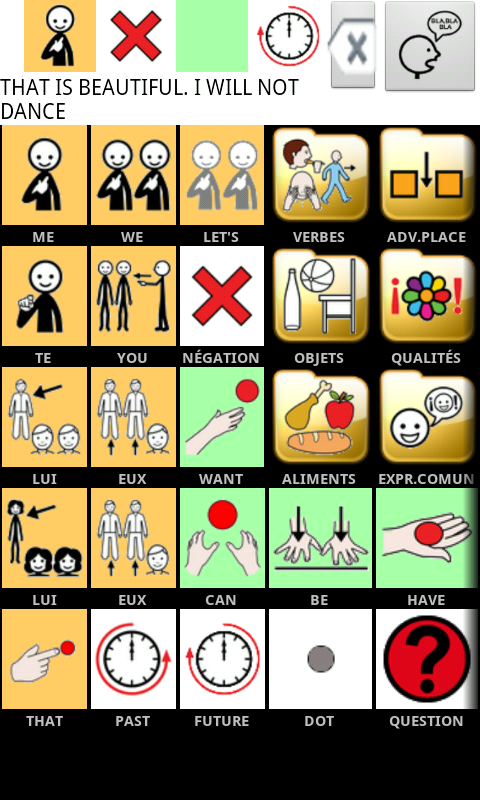 BLA,BLA
BLA
THAT IS BEAUTIFUL. I WILL NOT
DANCE
ME WE LET'S VERBES ADV.PLACE
TE YOU NÉGATION OBJETS QUALITÉS
LUI EUX WANT ALIMENTS EXPR.COMUN
LUI EUX CAN BE HAVE
THAT PAST FUTURE DOT QUESTION